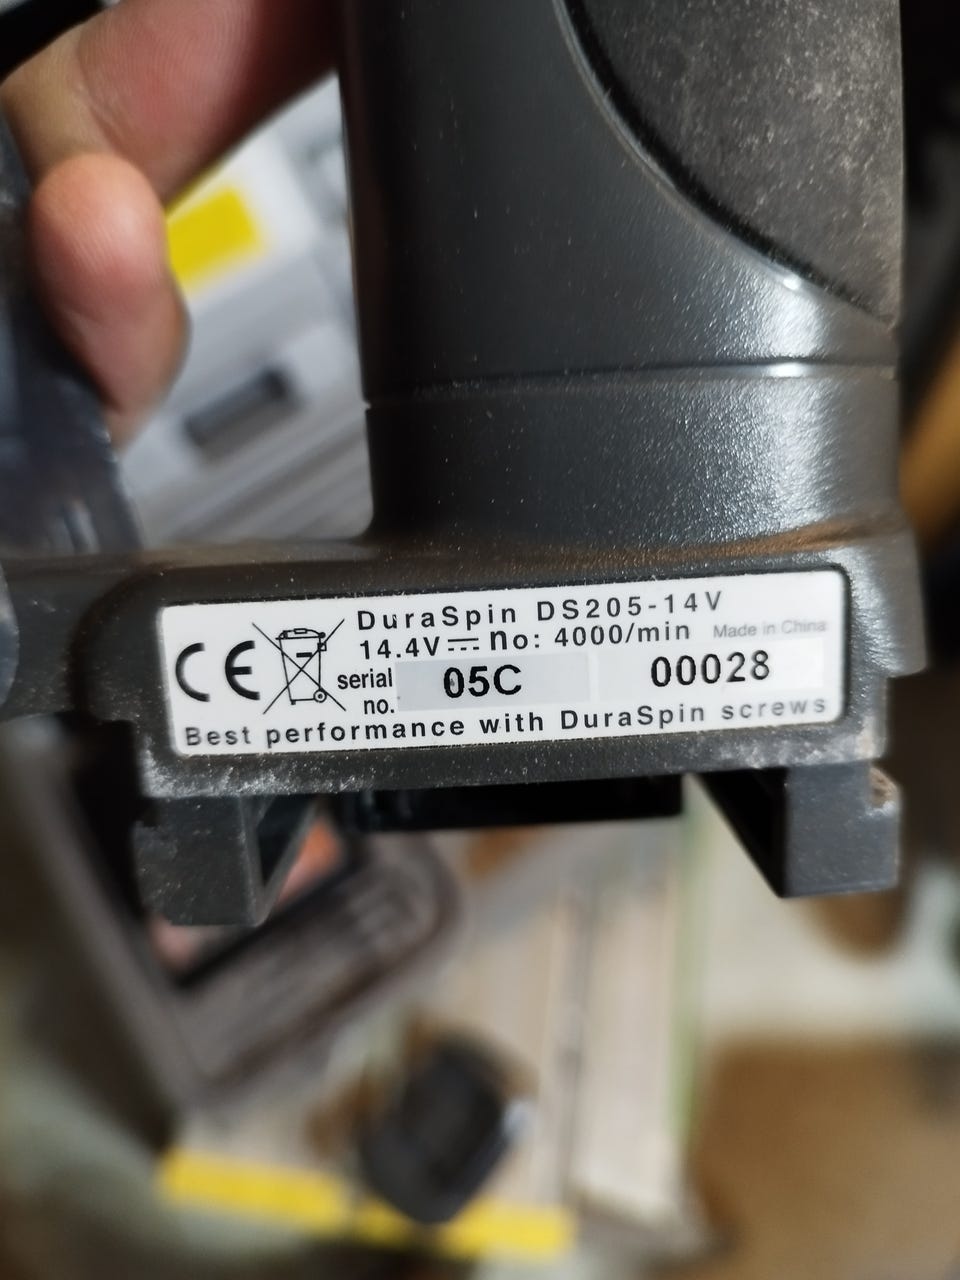 CE
DuraSpin DS205-14V
14.4V⎓ no: 4000/min Made in China
serial no. 05C 00028
Best performance with DuraSpin screws